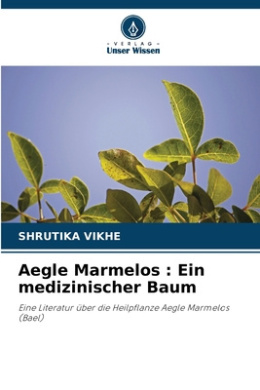 · VERLAG ·
Unser Wissen
SHRUTIKA VIKHE
Aegle Marmelos : Ein
medizinischer Baum
Eine Literatur über die Heilpflanze Aegle Marmelos
(Bael)